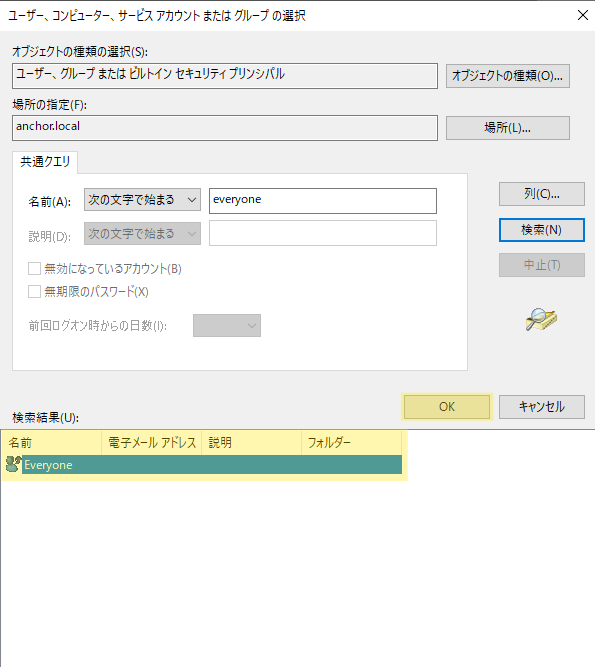 ユーザー、コンピューター、サービス アカウント または グループ の選択
オブジェクトの種類の選択(S):
ユーザー、グループ または ビルトイン セキュリティ プリンシパル
オブジェクトの種類(O)...
場所の指定(F):
anchor.local
場所(L)...
共通クエリ
名前(A):
次の文字で始まる
everyone
列(C)...
説明(D):
次の文字で始まる
検索(N)
無効になっているアカウント(B)
中止(T)
無期限のパスワード(X)
前回ログオン時からの日数(I):
OK
キャンセル
検索結果(U):
名前 電子メール アドレス 説明 フォルダー
Everyone